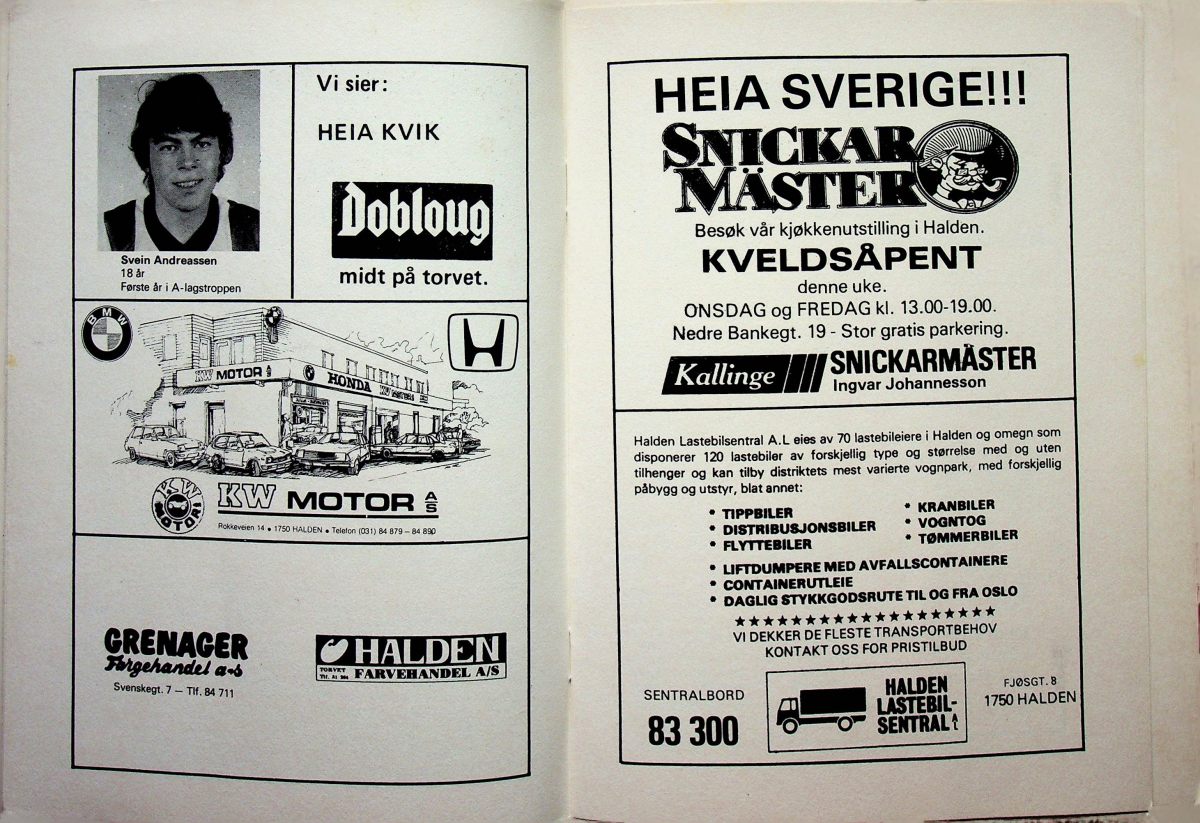 Svein Andreassen
18 år
Første år i A-lagstroppen
Vi sier:
HEIA KVIK
Dobloug
midt på torvet.
BMW
H
KW MOTOR A/S
HONDA
KW MOTOR
KW MOTOR
KW MOTOR A/S
Rokkeveien 14 • 1750 HALDEN • Telefon (031) 84 879 – 84 890
GRENAGER
Fargehandel a-s
Svenskegt. 7 – Tlf. 84 711
HALDEN
TORVET
FARVEHANDEL A/S
HEIA SVERIGE!!!
SNICKAR
MÄSTER
Besøk vår kjøkkenutstilling i Halden.
KVELDSÅPENT
denne uke.
ONSDAG og FREDAG kl. 13.00-19.00.
Nedre Bankegt. 19 - Stor gratis parkering.
Kallinge SNICKARMÄSTER
Ingvar Johannesson
Halden Lastebilsentral A.L eies av 70 lastebileiere i Halden og omegn som
disponerer 120 lastebiler av forskjellig type og størrelse med og uten
tilhenger og kan tilby distriktets mest varierte vognpark, med forskjellig
påbygg og utstyr, blat annet:
* TIPPBILER
* DISTRIBUSJONSBILER
* FLYTTEBILER
* KRANBILER
* VOGNTOG
* TØMMERBILER
* LIFTDUMPERE MED AVFALLSCONTAINERE
* CONTAINERUTLEIE
* DAGLIG STYKKGODSRUTE TIL OG FRA OSLO
VI DEKKER DE FLESTE TRANSPORTBEHOV
KONTAKT OSS FOR PRISTILBUD
SENTRALBORD
83 300
HALDEN
LASTEBIL-
SENTRAL A/L
FJØSGT. 8
1750 HALDEN